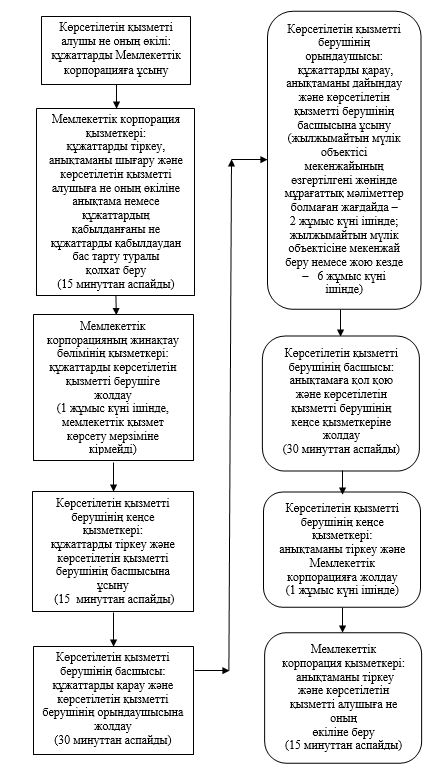 Көрсетілетін қызметті
алушы не оның өкілі:
құжаттарды Мемлекеттік
корпорацияға ұсыну
Мемлекеттік корпорация
қызметкері:
құжаттарды тіркеу,
анықтаманы шығару және
көрсетілетін қызметті
алушыға не оның өкіліне
анықтама немесе
құжаттардың
қабылданғаны не
құжаттарды қабылдаудан
бас тарту туралы
қолхат беру
(15 минуттан аспайды)
Мемлекеттік
корпорацияның жинақтау
бөлімінің қызметкері:
құжаттарды көрсетілетін
қызметті берушіге
жолдау
(1 жұмыс күні ішінде,
мемлекеттік қызмет
көрсету мерзіміне
кірмейді)
Көрсетілетін қызметті
берушінің кеңсе
қызметкері:
құжаттарды тіркеу және
көрсетілетін қызметті
берушінің басшысына
ұсыну
(15 минуттан аспайды)
Көрсетілетін қызметті
берушінің басшысы:
құжаттарды қарау және
көрсетілетін қызметті
берушінің орындаушысына
жолдау
(30 минуттан аспайды)
Көрсетілетін қызметті
берушінің
орындаушысы:
құжаттарды қарау,
анықтаманы дайындау
және көрсетілетін
қызметті берушінің
басшысына ұсыну
(жылжымайтын мүлік
объектісі
мекенжайының
өзгертілгені жөнінде
мұрағаттық мәліметтер
болмаған жағдайда –
2 жұмыс күні ішінде;
жылжымайтын мүлік
объектісіне мекенжай
беру немесе жою кезде
– 6 жұмыс күні
ішінде)
Көрсетілетін қызметті
берушінің басшысы:
анықтамаға қол қою
және көрсетілетін
қызметті берушінің
кеңсе қызметкеріне
жолдау
(30 минуттан аспайды)
Көрсетілетін қызметті
берушінің кеңсе
қызметкері:
анықтаманы тіркеу және
Мемлекеттік
корпорацияға жолдау
(1 жұмыс күні ішінде)
Мемлекеттік
корпорация қызметкері:
анықтаманы тіркеу
және көрсетілетін
қызметті алушыға не
оның
өкіліне беру
(15 минуттан аспайды)